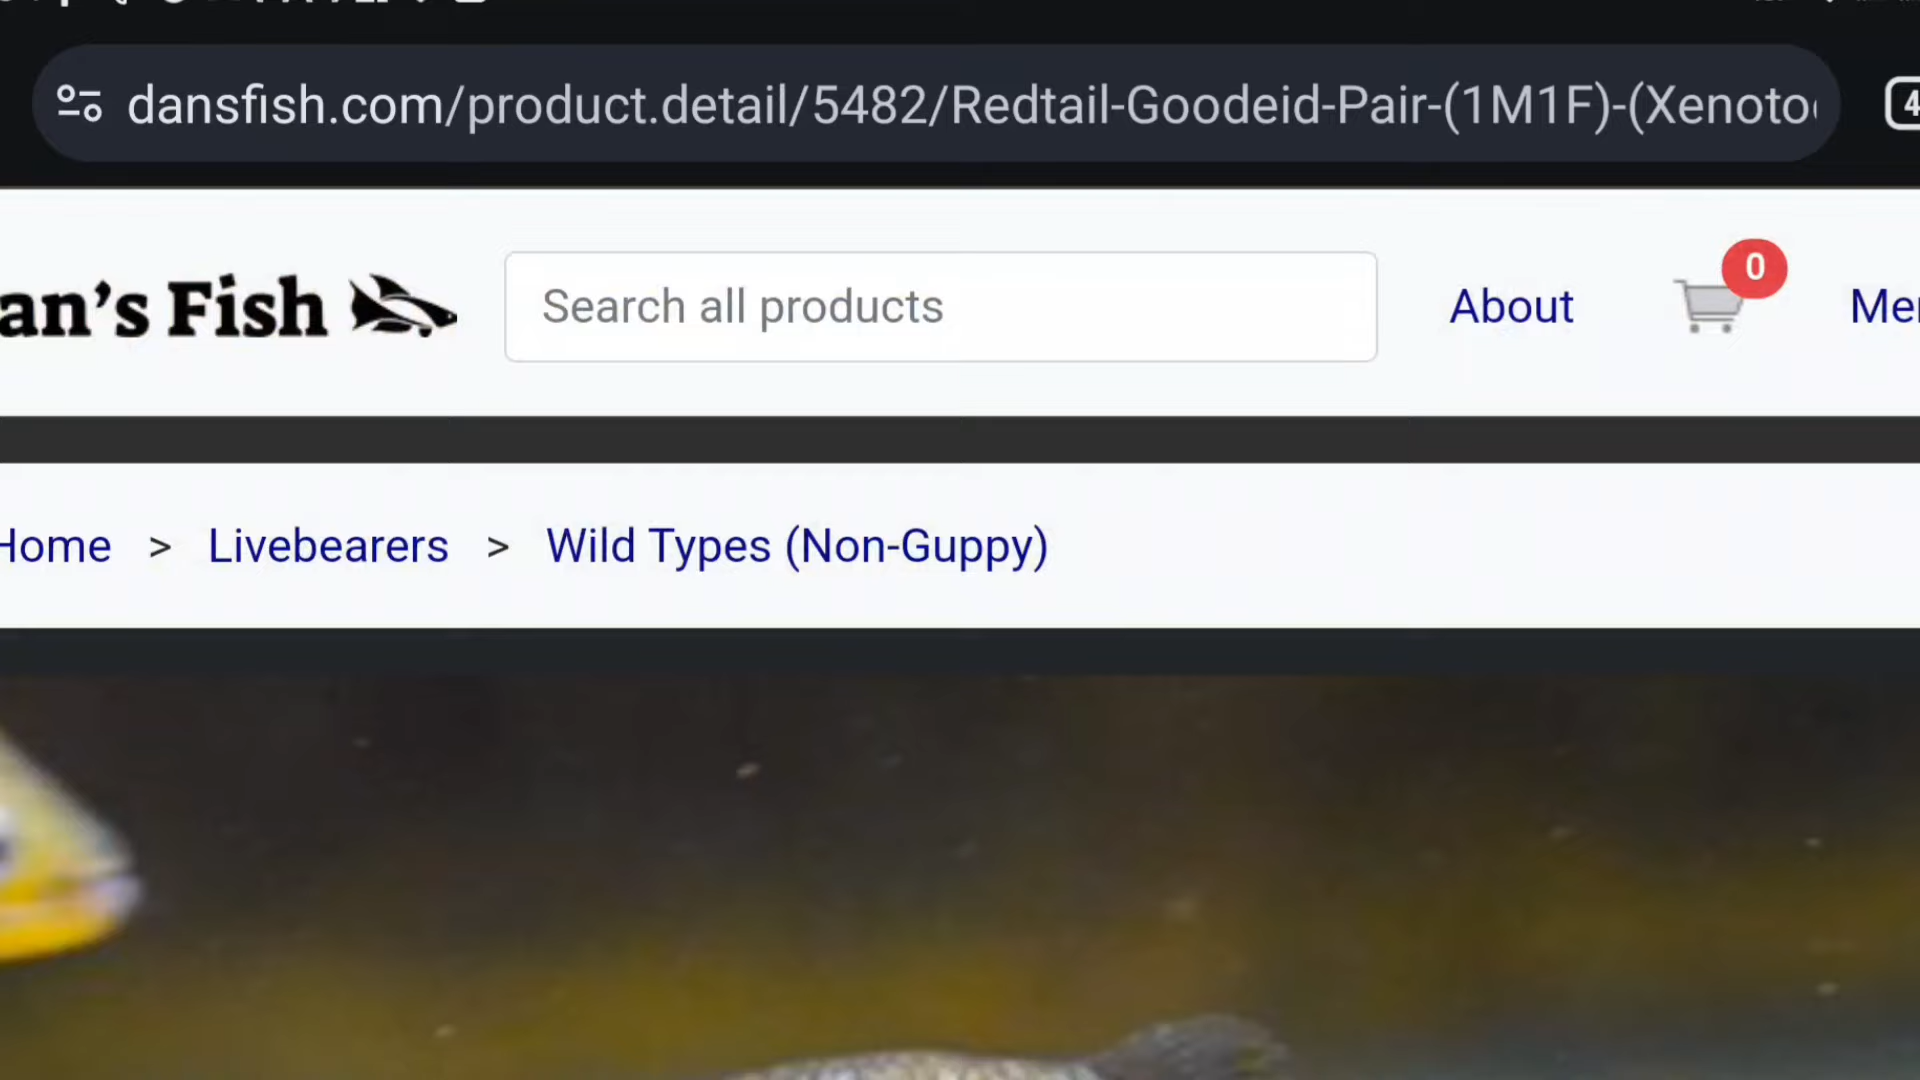 dansfish.com/product.detail/5482/Redtail-Goodeid-Pair-(1M1F)-(Xenoto
4
an's Fish
Search all products
About
0
Home > Livebearers > Wild Types (Non-Guppy)